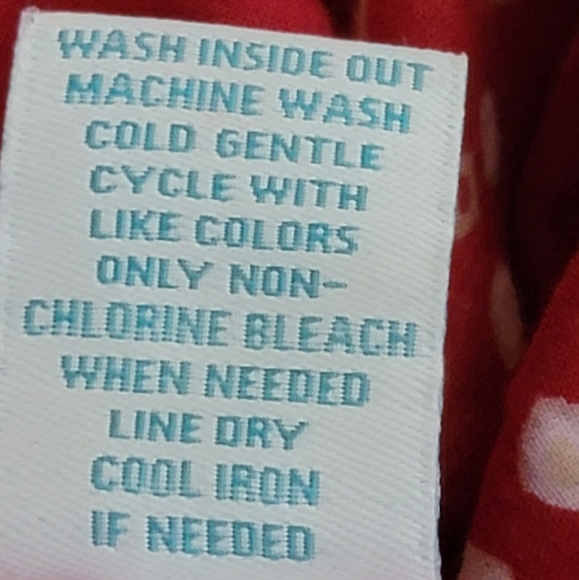 WASH INSIDE OUT
MACHINE WASH
COLD GENTLE
CYCLE WITH
LIKE COLORS
ONLY NON-
CHLORINE BLEACH
WHEN NEEDED
LINE DRY
COOL IRON
IF NEEDED